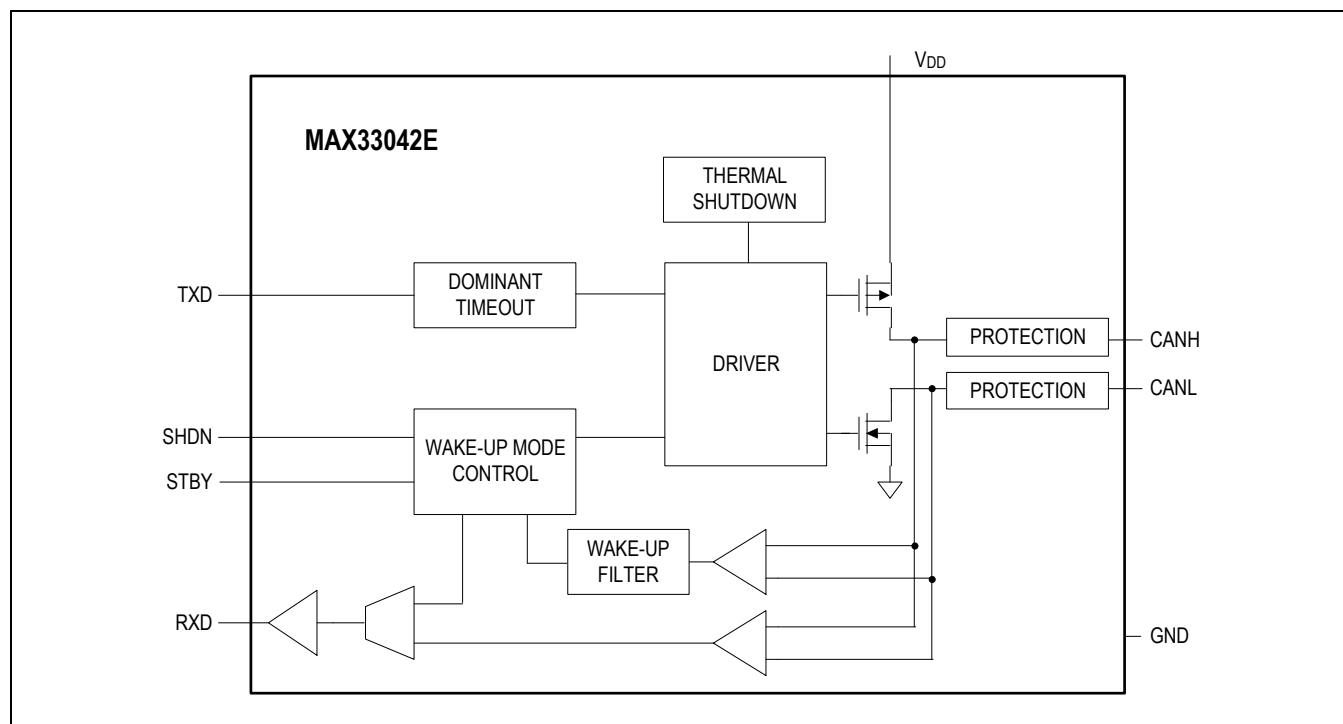 VDD
MAX33042E
THERMAL
SHUTDOWN
TXD
DOMINANT
TIMEOUT
DRIVER
PROTECTION
CANH
PROTECTION
CANL
SHDN
STBY
WAKE-UP MODE
CONTROL
WAKE-UP
FILTER
RXD
GND